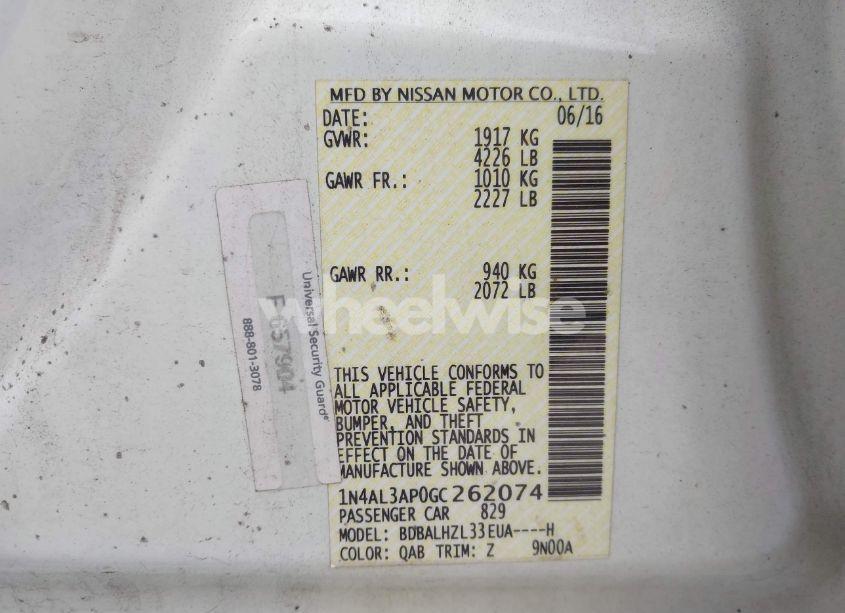 MFD BY NISSAN MOTOR CO., LTD.
DATE: 06/16
GVWR: 1917 KG
4226 LB
GAWR FR.: 1010 KG
2227 LB
GAWR RR.: 940 KG
2072 LB
THIS VEHICLE CONFORMS TO
ALL APPLICABLE FEDERAL
MOTOR VEHICLE SAFETY,
BUMPER, AND THEFT
PREVENTION STANDARDS IN
EFFECT ON THE DATE OF
MANUFACTURE SHOWN ABOVE.
1N4AL3AP0GC262074
PASSENGER CAR 829
MODEL: BDBALHZL33EUA----H
COLOR: QAB TRIM: Z 9N00A
Universal Security Guard®
F 657904
888-801-3078
wheelwise